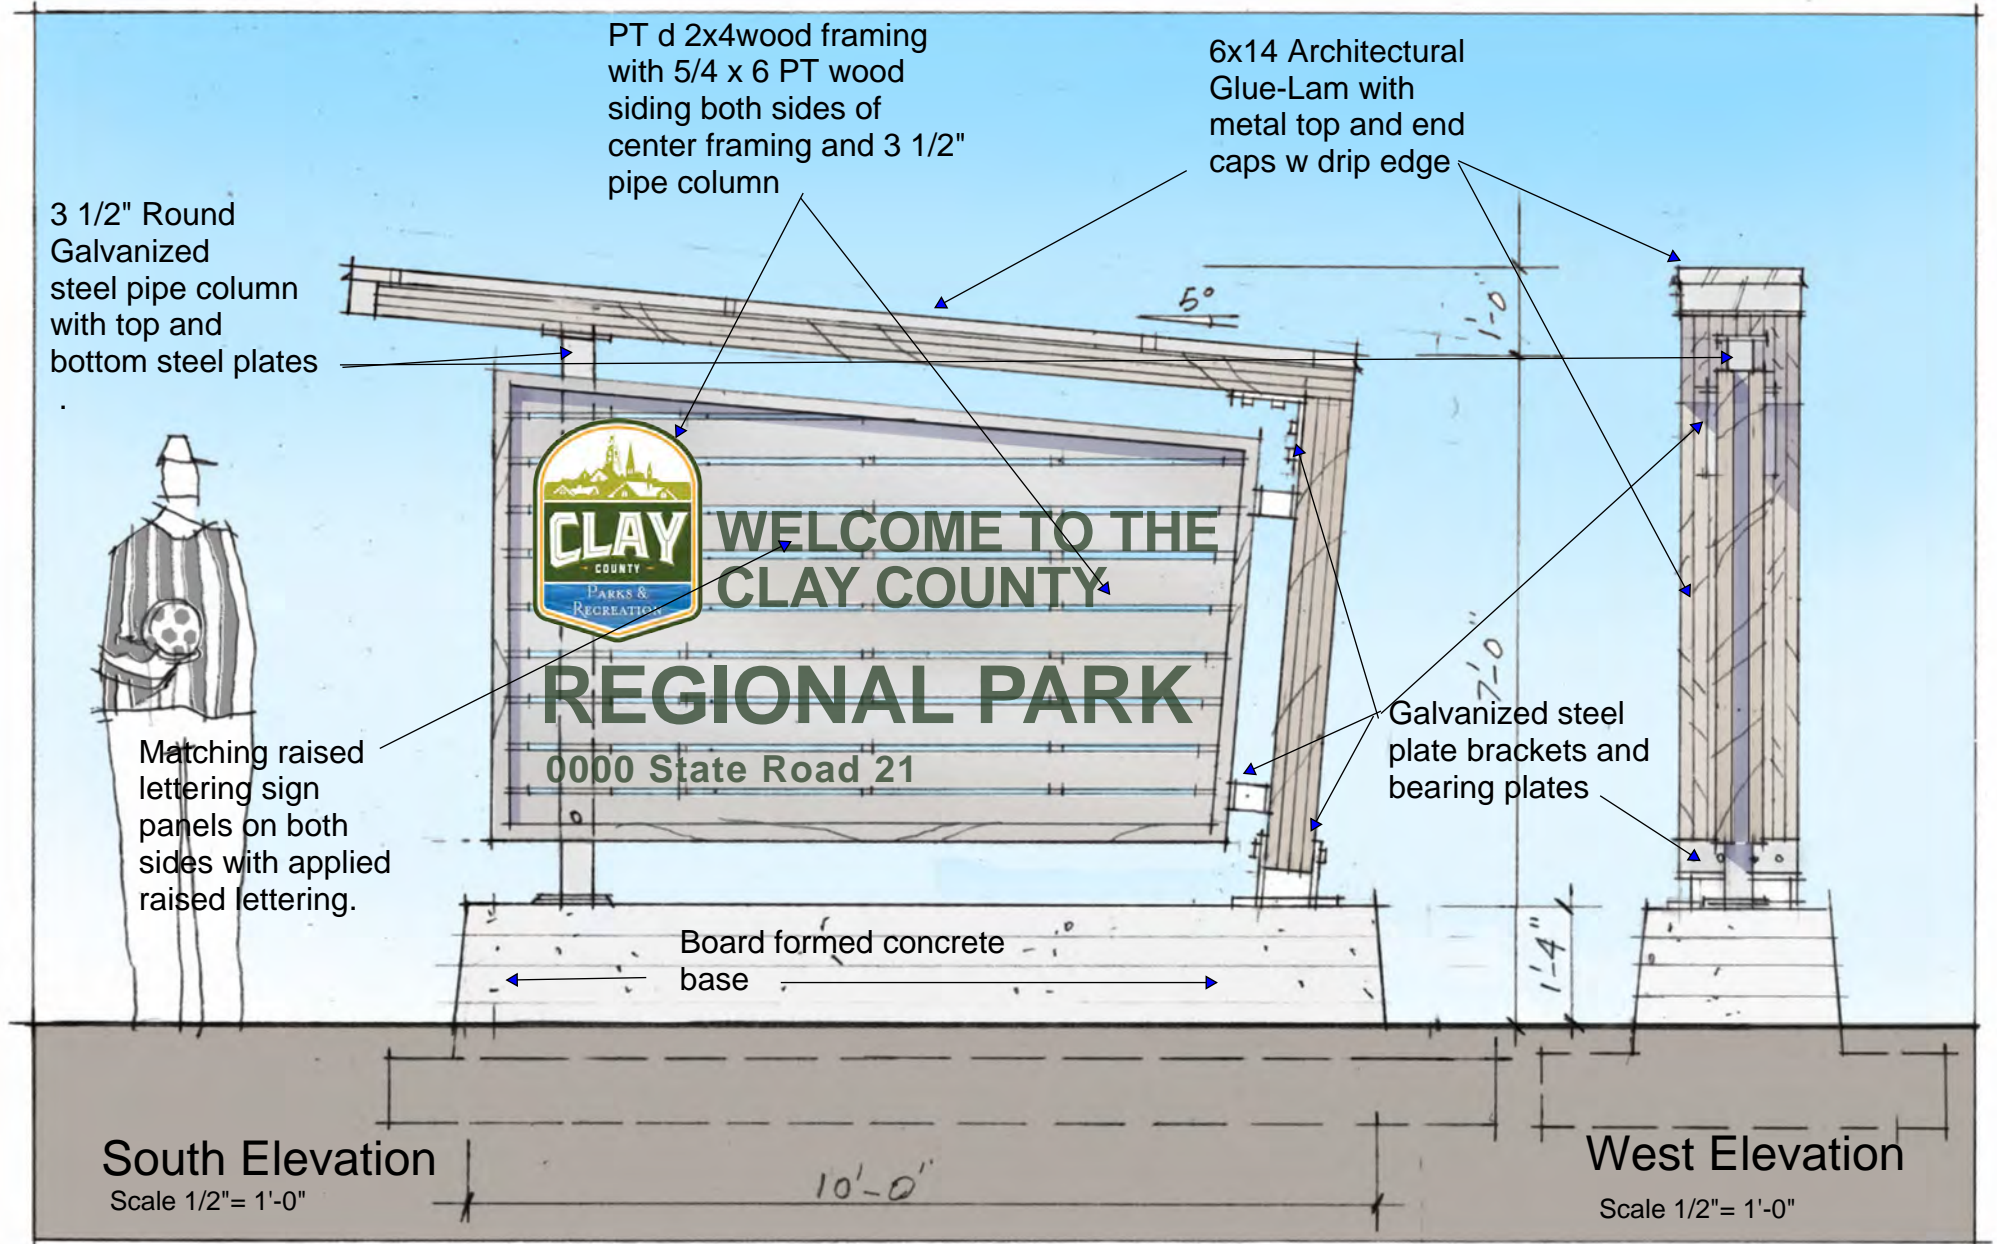 PT d 2x4wood framing
with 5/4 x 6 PT wood
siding both sides of
center framing and 3 1/2"
pipe column
6x14 Architectural
Glue-Lam with
metal top and end
caps w drip edge
3 1/2" Round
Galvanized
steel pipe column
with top and
bottom steel plates
.
5°
1'-0"
CLAY
COUNTY
PARKS &
RECREATION
WELCOME TO THE
CLAY COUNTY
REGIONAL PARK
0000 State Road 21
7'-0"
Galvanized steel
plate brackets and
bearing plates
Matching raised
lettering sign
panels on both
sides with applied
raised lettering.
Board formed concrete
base
1'-4"
South Elevation
Scale 1/2"= 1'-0"
10'-0"
West Elevation
Scale 1/2"= 1'-0"